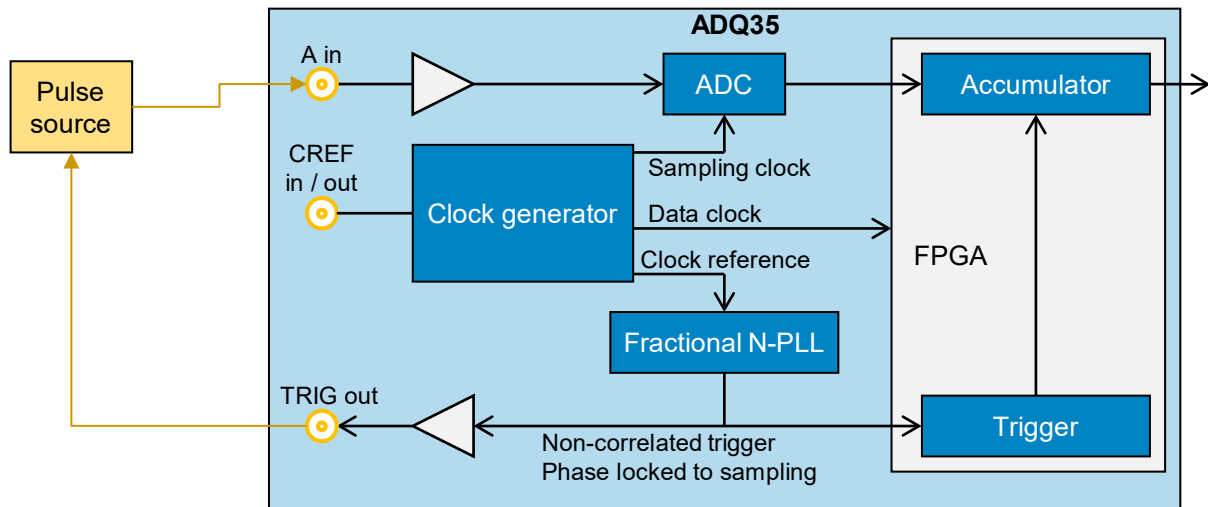 ADQ35
A in
Pulse
source
ADC
Accumulator
CREF
in / out
Sampling clock
Clock generator
Data clock
Clock reference
FPGA
Fractional N-PLL
TRIG out
Trigger
Non-correlated trigger
Phase locked to sampling